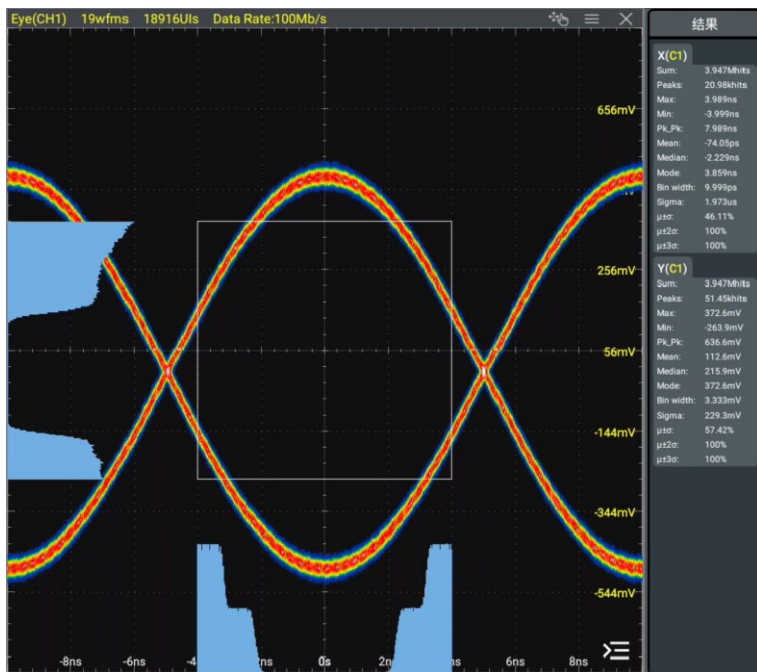 Eye(CH1) 19wfms 18916UIs Data Rate:100Mb/s
结果
X(C1)
Sum: 3.947Mhits
Peaks: 20.98khits
Max: 3.989ns
Min: -3.999ns
Pk_Pk: 7.989ns
Mean: -74.05ps
Median: -2.229ns
Mode: 3.859ns
Bin width: 9.999ps
Sigma: 1.973us
μ±σ: 46.11%
μ±2σ: 100%
μ±3σ: 100%
Y(C1)
Sum: 3.947Mhits
Peaks: 51.45khits
Max: 372.6mV
Min: -263.9mV
Pk_Pk: 636.6mV
Mean: 112.6mV
Median: 215.9mV
Mode: 372.6mV
Bin width: 3.333mV
Sigma: 229.3mV
μ±σ: 57.42%
μ±2σ: 100%
μ±3σ: 100%
656mV
256mV
56mV
-144mV
-344mV
-544mV
-8ns -6ns 0s 2ns 6ns 8ns